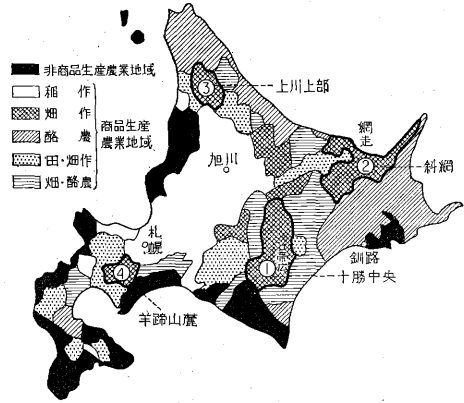 非商品生産農業地域
稲作
畑作
酪農
田・畑作
畑・酪農
商品生産
農業地域
③
上川上部
網走
②
斜網
旭川
札幌
①
釧路
十勝中央
④
羊蹄山麓